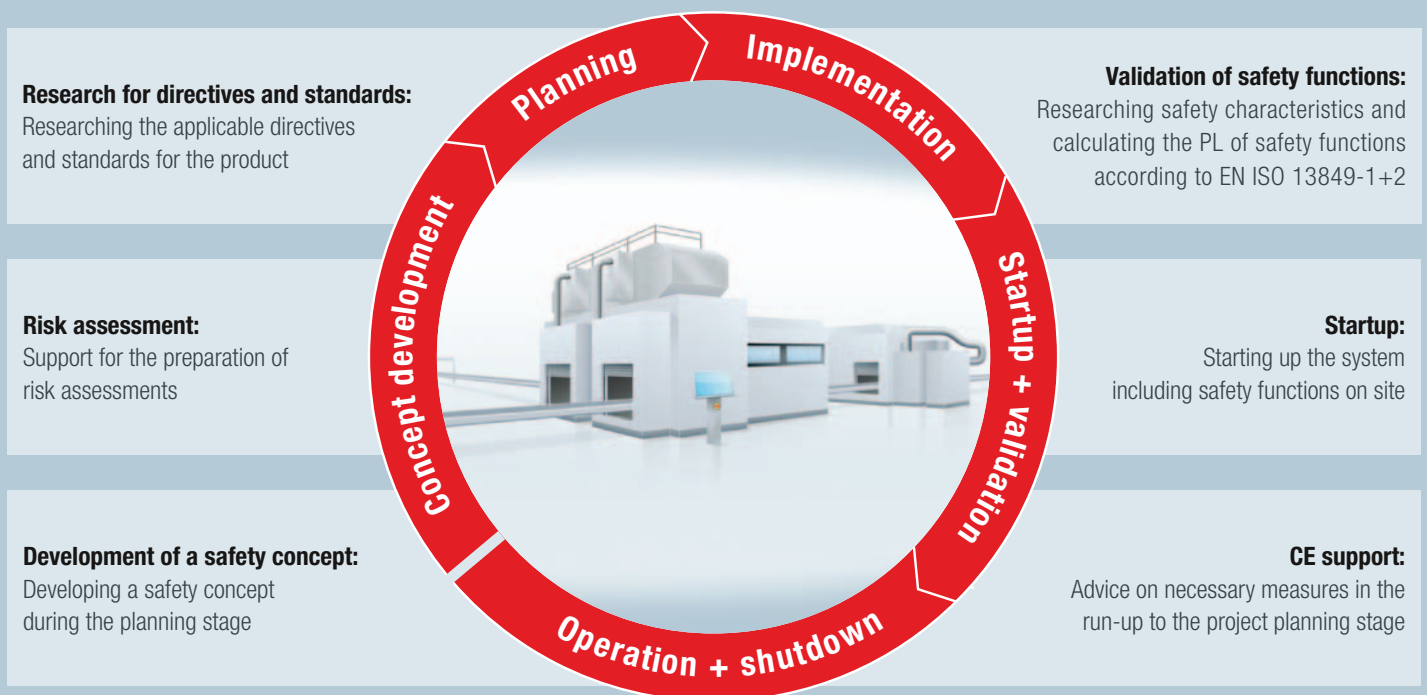 Research for directives and standards:
Researching the applicable directives
and standards for the product
Risk assessment:
Support for the preparation of
risk assessments
Development of a safety concept:
Developing a safety concept
during the planning stage
Concept development
Planning
Implementation
Startup + validation
Operation + shutdown
Validation of safety functions:
Researching safety characteristics and
calculating the PL of safety functions
according to EN ISO 13849-1+2
Startup:
Starting up the system
including safety functions on site
CE support:
Advice on necessary measures in the
run-up to the project planning stage